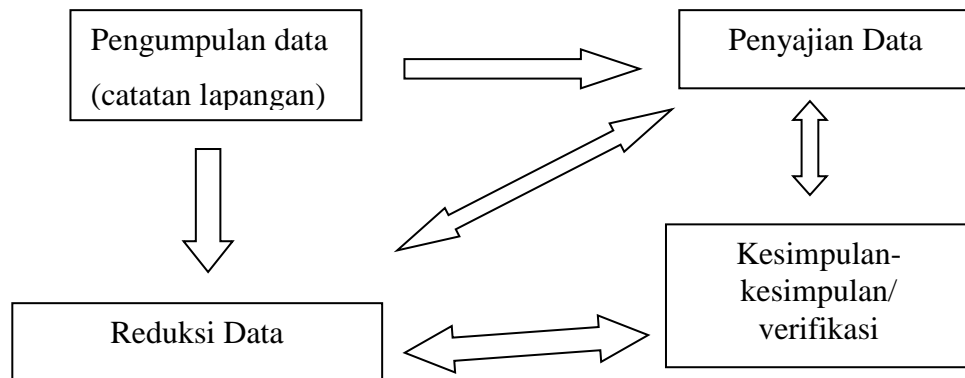 Pengumpulan data
(catatan lapangan)
Penyajian Data
Reduksi Data
Kesimpulan-
kesimpulan/
verifikasi